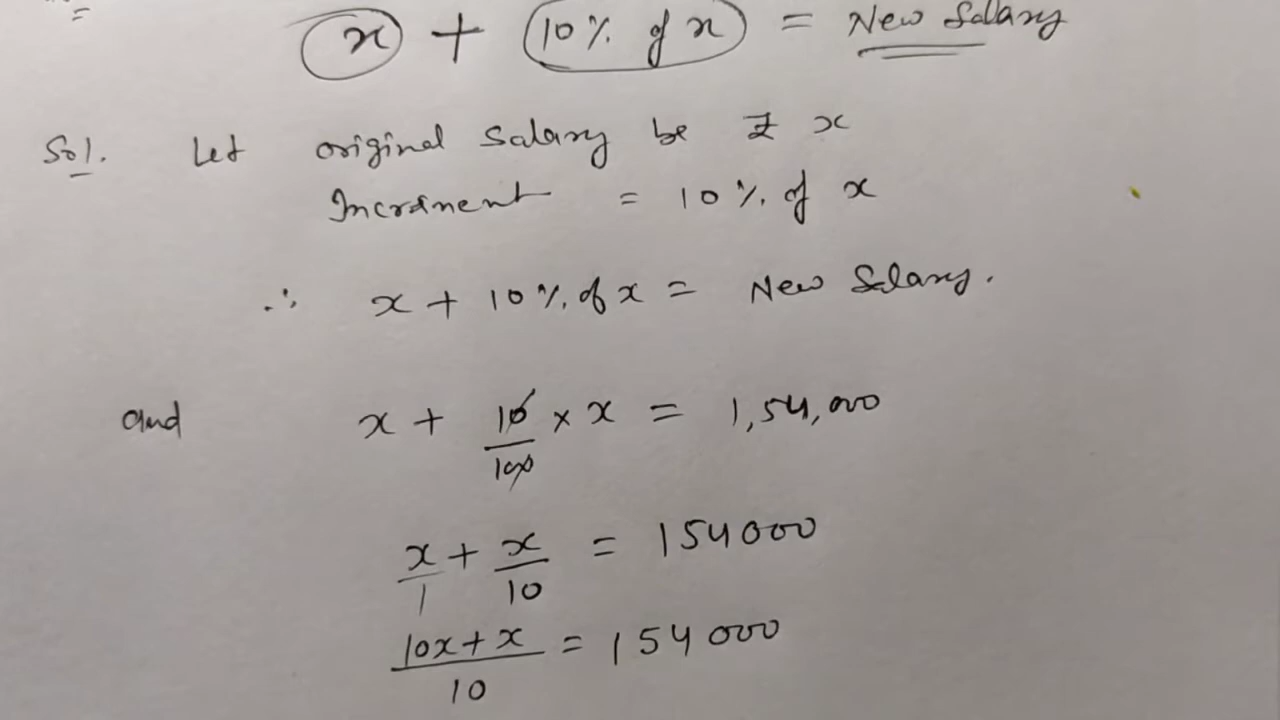 x + 10% of x = New Salary
Sol. Let original Salary be ₹ x
Increment = 10% of x
∴ x + 10% of x = New Salary.
and x + 10/100 × x = 1,54,000
x/1 + x/10 = 154000
10x + x/10 = 154000